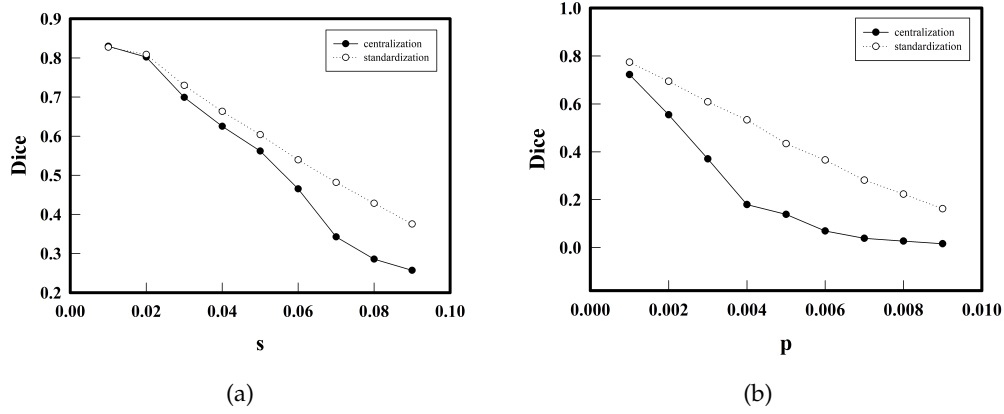 0.9
0.8
0.7
0.6
0.5
0.4
0.3
0.2
Dice
centralization
standardization
0.00 0.02 0.04 0.06 0.08 0.10
s
(a)
1.0
0.8
0.6
0.4
0.2
0.0
Dice
centralization
standardization
0.000 0.002 0.004 0.006 0.008 0.010
p
(b)